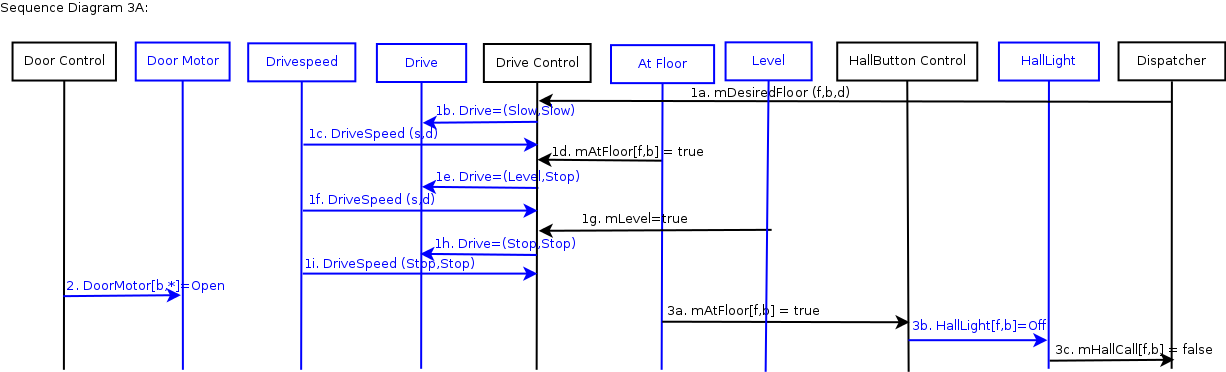 Sequence Diagram 3A:
Door Control
Door Motor
Drivespeed
Drive
Drive Control
At Floor
Level
HallButton Control
HallLight
Dispatcher
1a. mDesiredFloor (f,b,d)
1b. Drive=(Slow,Slow)
1c. DriveSpeed (s,d)
1d. mAtFloor[f,b] = true
1e. Drive=(Level,Stop)
1f. DriveSpeed (s,d)
1g. mLevel=true
1h. Drive=(Stop,Stop)
1i. DriveSpeed (Stop,Stop)
2. DoorMotor[b,*]=Open
3a. mAtFloor[f,b] = true
3b. HallLight[f,b]=Off
3c. mHallCall[f,b] = false